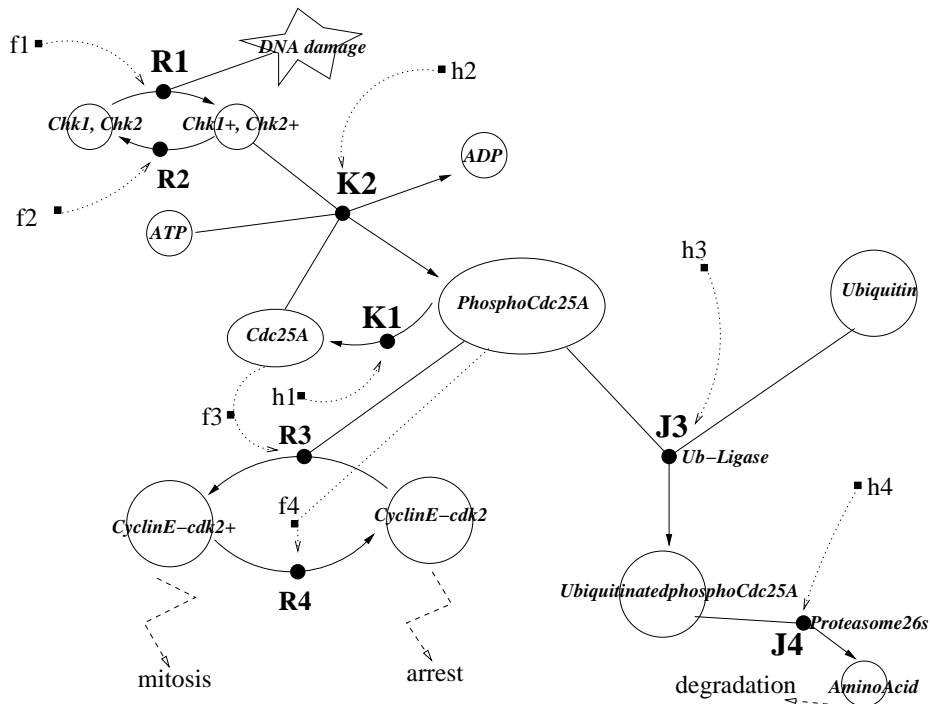 f1
R1
DNA damage
h2
Chk1, Chk2
Chk1+, Chk2+
ADP
R2
K2
f2
ATP
h3
Ubiquitin
PhosphoCdc25A
K1
Cdc25A
h1
f3
R3
J3
Ub-Ligase
h4
f4
CyclinE-cdk2+
CyclinE-cdk2
R4
UbiquitinatedphosphoCdc25A
Proteasome26s
J4
mitosis
arrest
degradation
AminoAcid